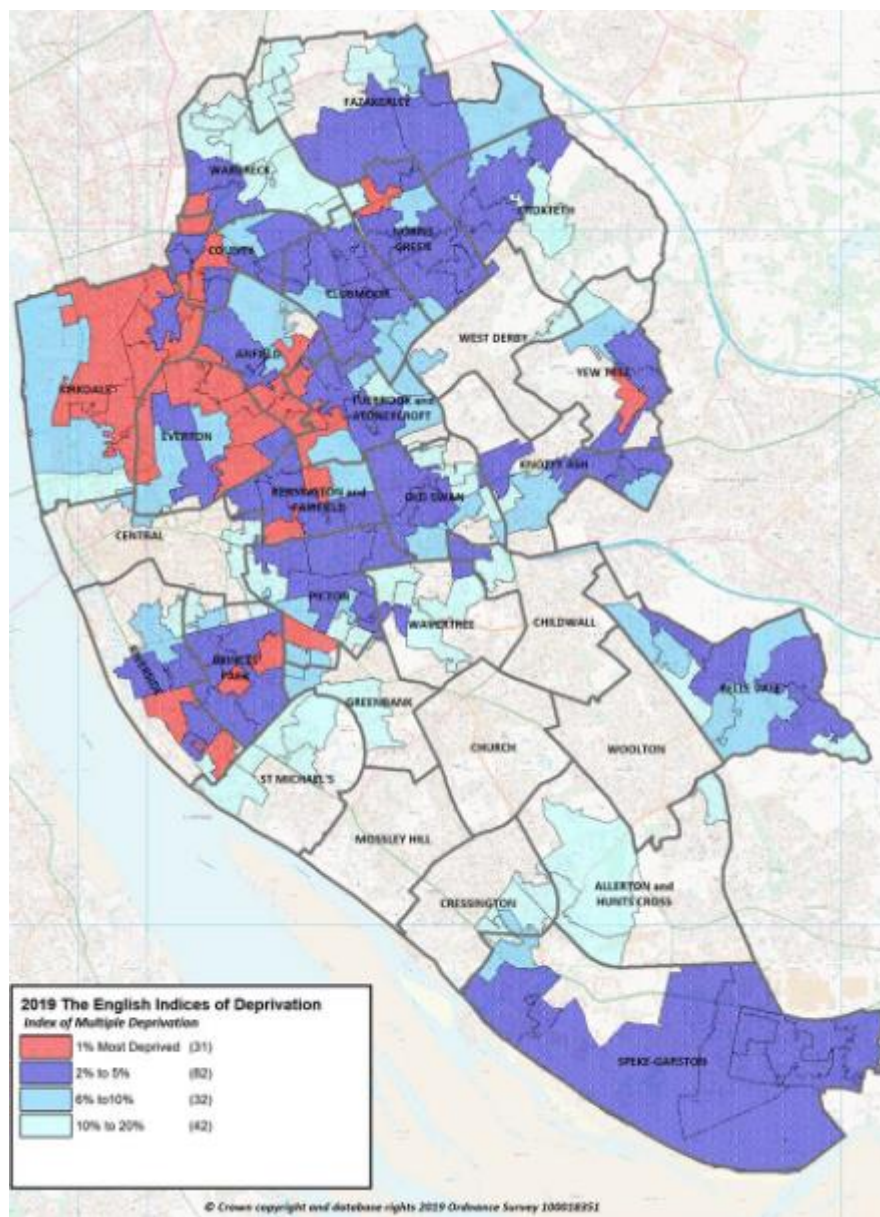 FAZAKERLEY
WARBRECK
CROXTETH
NORRIS
GREEN
COUNTY
CLUBMOOR
WEST DERBY
ANFIELD
YEW TREE
KIRKDALE
TUEBROOK and
STONEYCROFT
EVERTON
KNOTTY ASH
KENSINGTON and
FAIRFIELD
OLD SWAN
CENTRAL
PICTON
WAVERTREE
CHILDWALL
PRINCES
PARK
RIVERSIDE
BELLE VALE
GREENBANK
CHURCH
WOOLTON
ST MICHAEL'S
MOSSLEY HILL
ALLERTON and
HUNTS CROSS
CRESSINGTON
SPEKE-GARSTON
2019 The English Indices of Deprivation
Index of Multiple Deprivation
1% Most Deprived (31)
2% to 5% (82)
6% to10% (32)
10% to 20% (42)
© Crown copyright and database rights 2019 Ordnance Survey 100018351